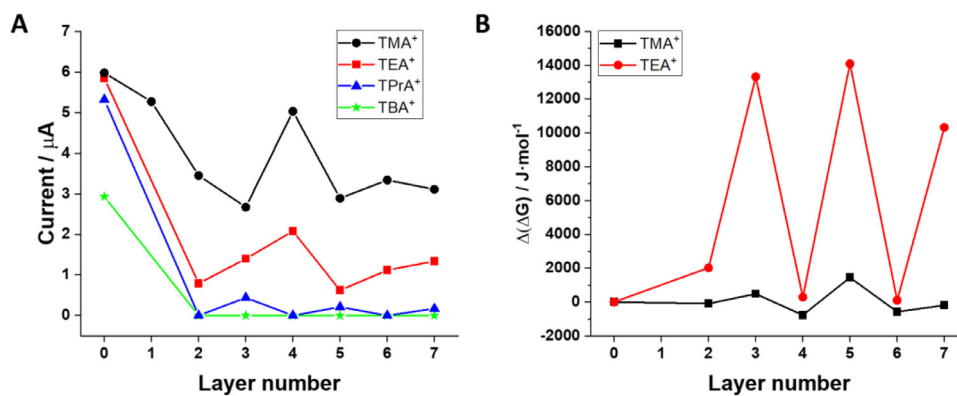 A
7
6
5
4
3
2
1
0
Current / μA
TMA⁺
TEA⁺
TPrA⁺
TBA⁺
0 1 2 3 4 5 6 7
Layer number
B
16000
14000
12000
10000
8000
6000
4000
2000
0
-2000
Δ(ΔG) / J·mol⁻¹
TMA⁺
TEA⁺
0 1 2 3 4 5 6 7
Layer number